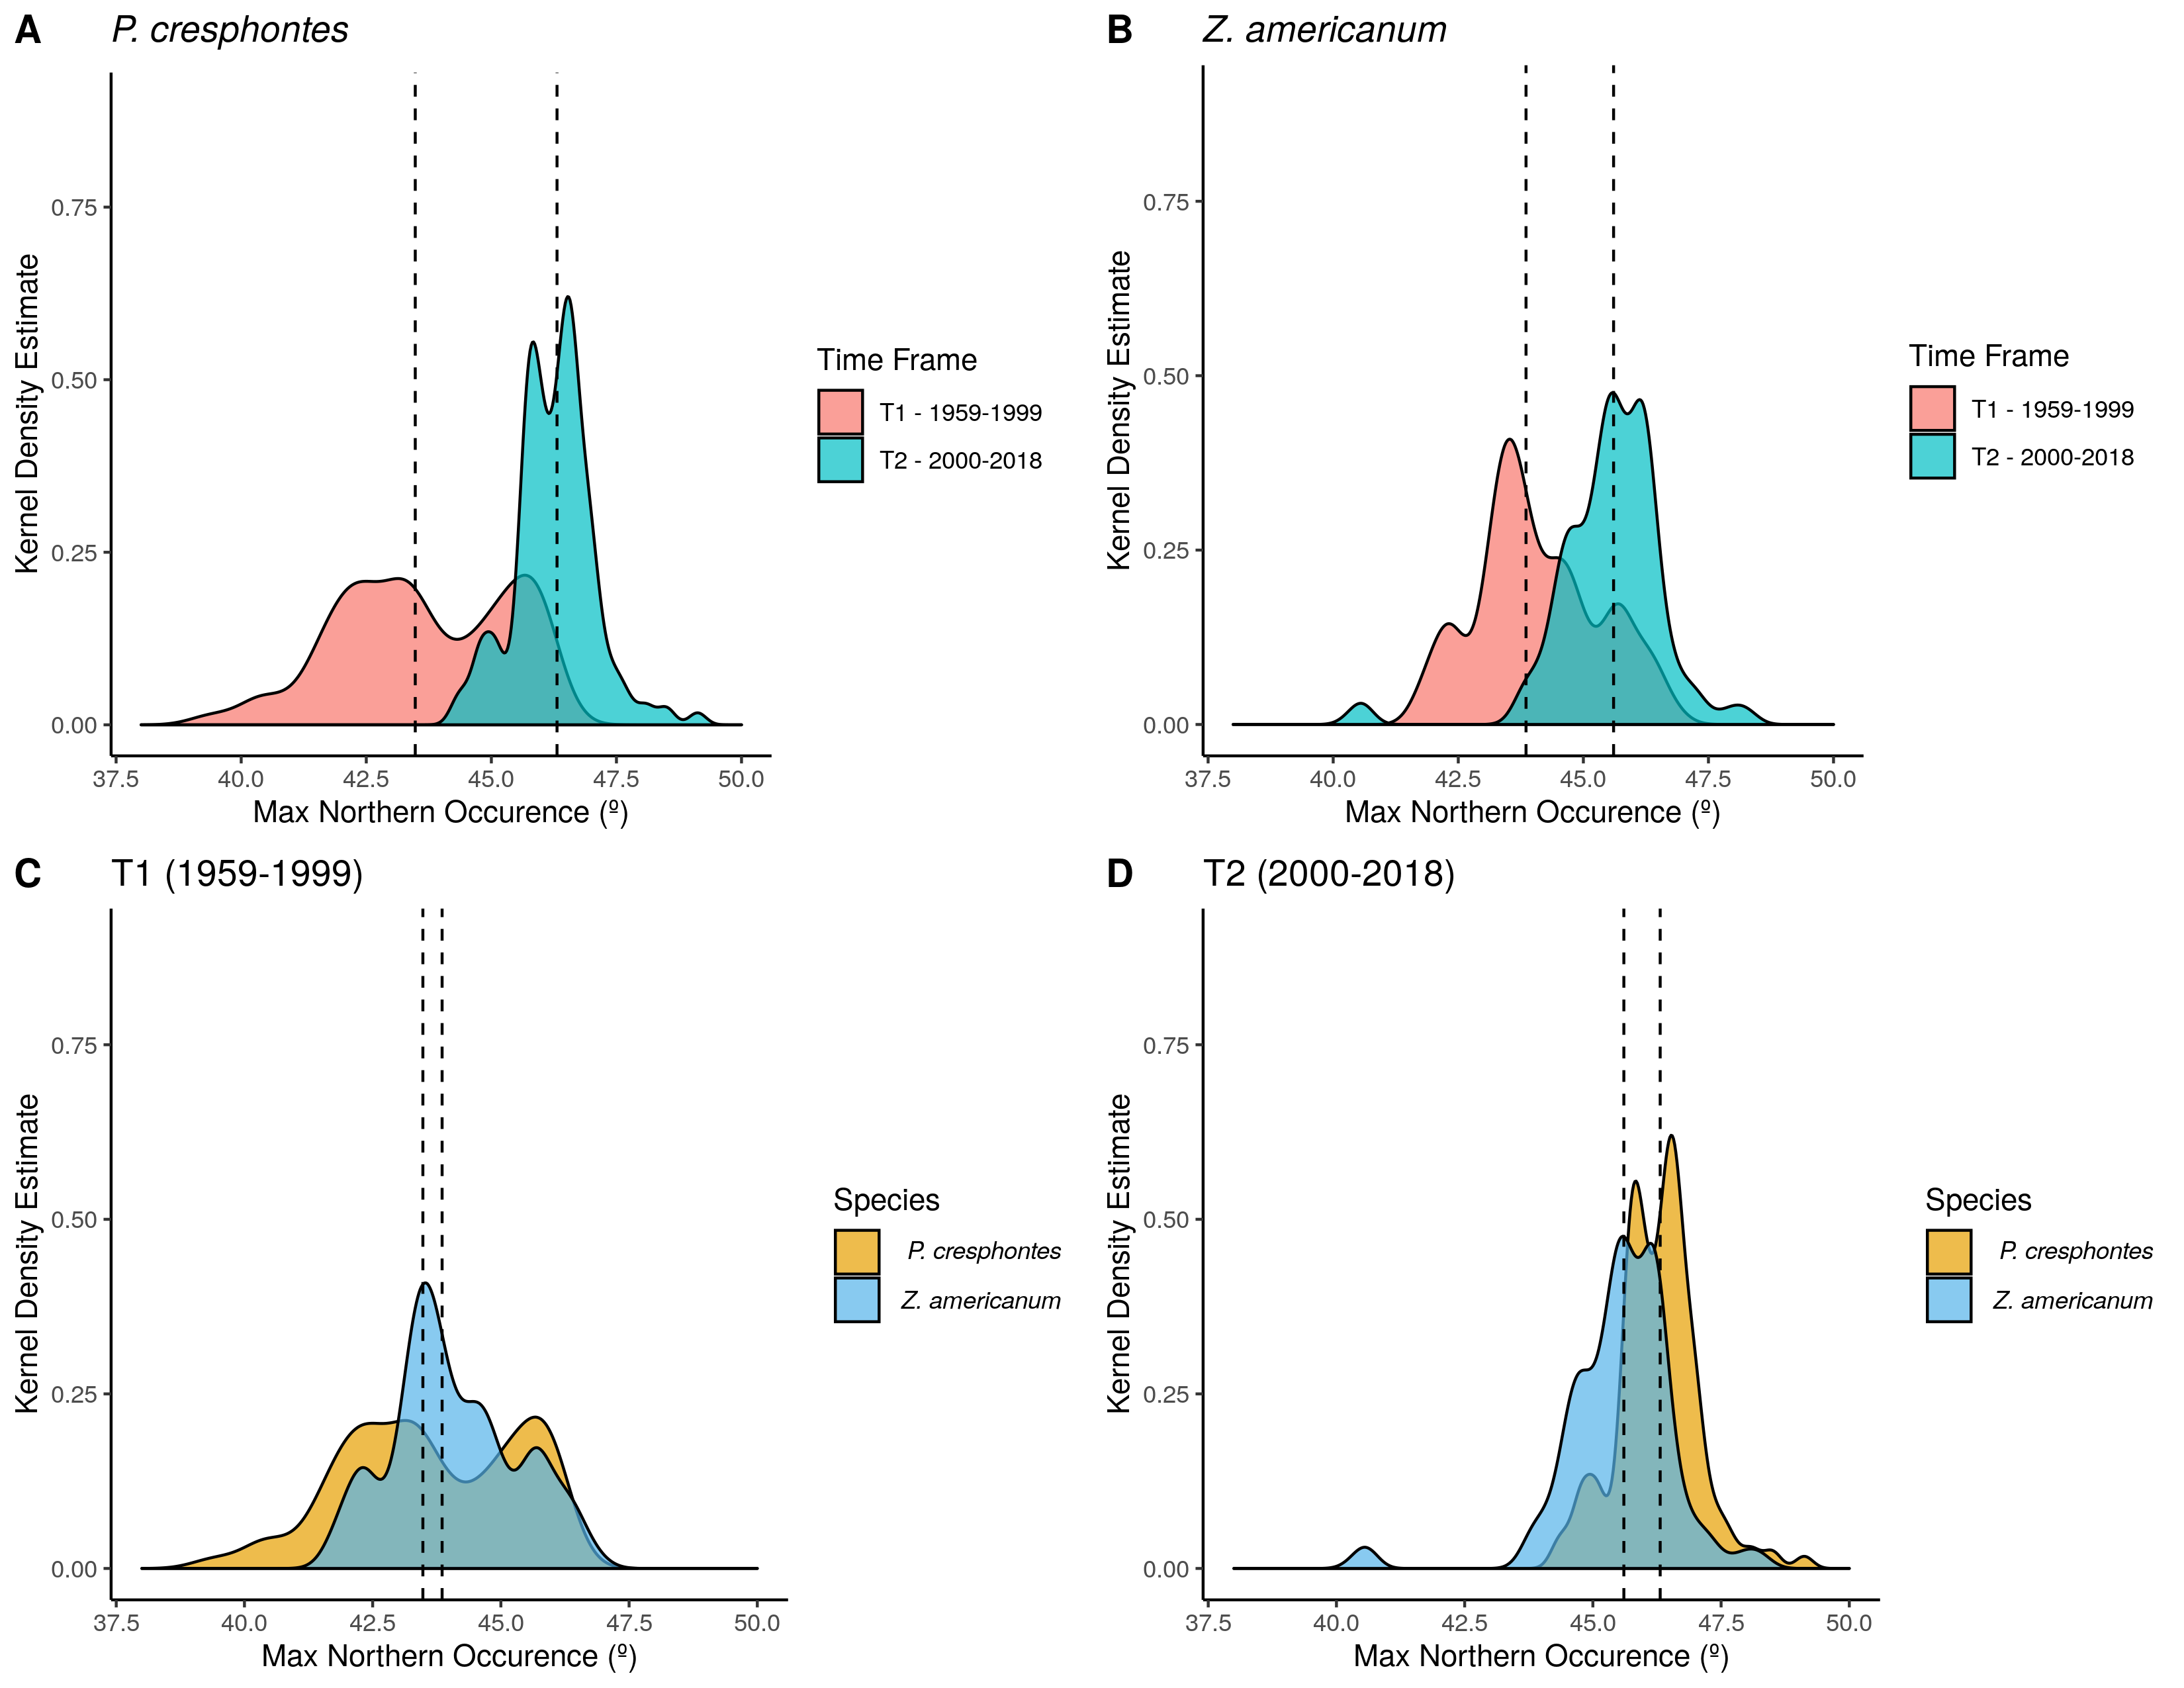 A P. cresphontes
Kernel Density Estimate
0.75
0.50
0.25
0.00
37.5 40.0 42.5 45.0 47.5 50.0
Max Northern Occurence (º)
Time Frame
T1 - 1959-1999
T2 - 2000-2018
B Z. americanum
Kernel Density Estimate
0.75
0.50
0.25
0.00
37.5 40.0 42.5 45.0 47.5 50.0
Max Northern Occurence (º)
Time Frame
T1 - 1959-1999
T2 - 2000-2018
C T1 (1959-1999)
Kernel Density Estimate
0.75
0.50
0.25
0.00
37.5 40.0 42.5 45.0 47.5 50.0
Max Northern Occurence (º)
Species
P. cresphontes
Z. americanum
D T2 (2000-2018)
Kernel Density Estimate
0.75
0.50
0.25
0.00
37.5 40.0 42.5 45.0 47.5 50.0
Max Northern Occurence (º)
Species
P. cresphontes
Z. americanum